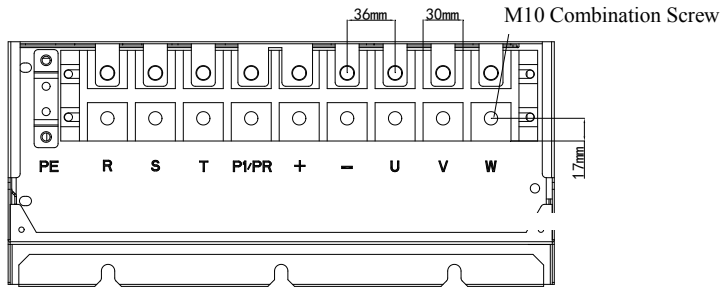 36mm 30mm M10 Combination Screw
17mm
PE R S T P1/PR + − U V W